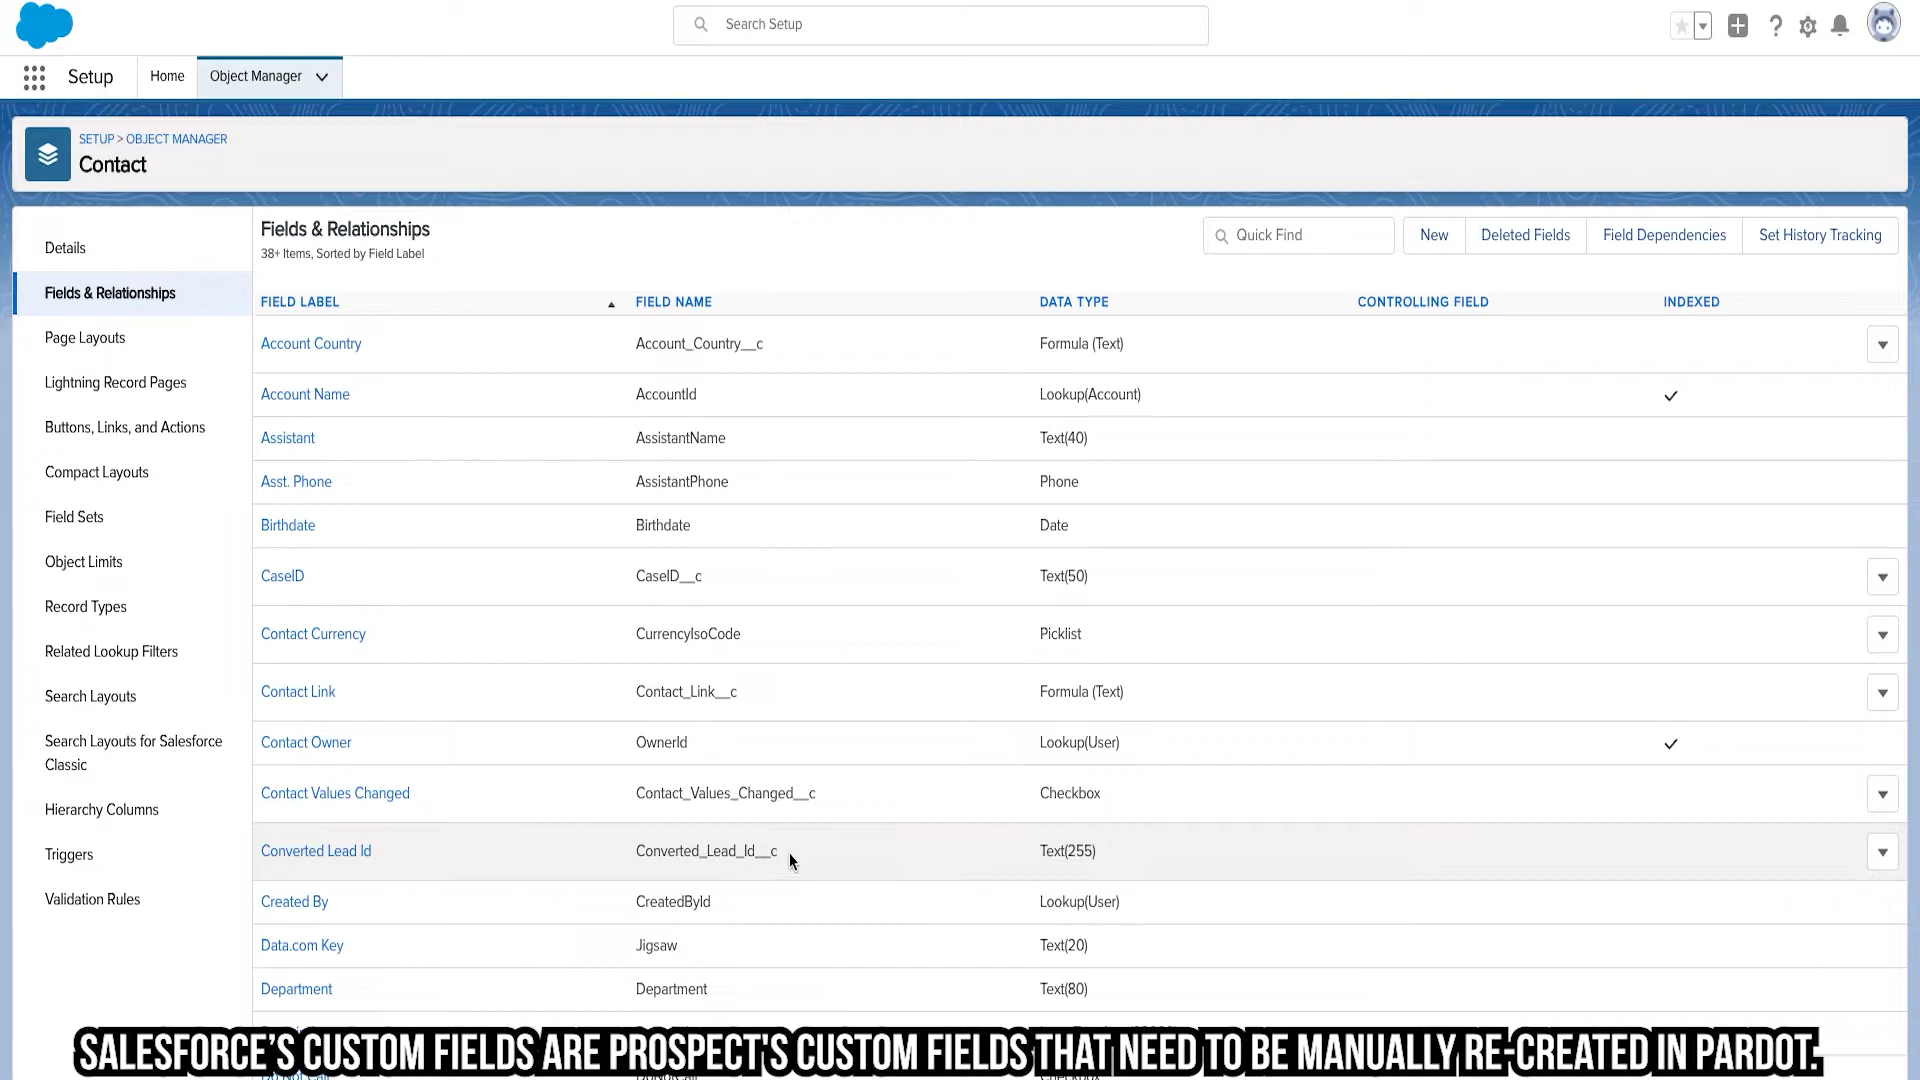 Search Setup
Setup
Home
Object Manager
SETUP > OBJECT MANAGER
Contact
Details
Fields & Relationships
Page Layouts
Lightning Record Pages
Buttons, Links, and Actions
Compact Layouts
Field Sets
Object Limits
Record Types
Related Lookup Filters
Search Layouts
Search Layouts for Salesforce
Classic
Hierarchy Columns
Triggers
Validation Rules
Fields & Relationships
38+ Items, Sorted by Field Label
Quick Find
New
Deleted Fields
Field Dependencies
Set History Tracking
FIELD LABEL FIELD NAME DATA TYPE CONTROLLING FIELD INDEXED
Account Country Account_Country__c Formula (Text)
Account Name AccountId Lookup(Account)
Assistant AssistantName Text(40)
Asst. Phone AssistantPhone Phone
Birthdate Birthdate Date
CaseID CaseID__c Text(50)
Contact Currency CurrencyIsoCode Picklist
Contact Link Contact_Link__c Formula (Text)
Contact Owner OwnerId Lookup(User)
Contact Values Changed Contact_Values_Changed__c Checkbox
Converted Lead Id Converted_Lead_Id__c Text(255)
Created By CreatedById Lookup(User)
Data.com Key Jigsaw Text(20)
Department Department Text(80)
SALESFORCE'S CUSTOM FIELDS ARE PROSPECT'S CUSTOM FIELDS THAT NEED TO BE MANUALLY RE-CREATED IN PARDOT.